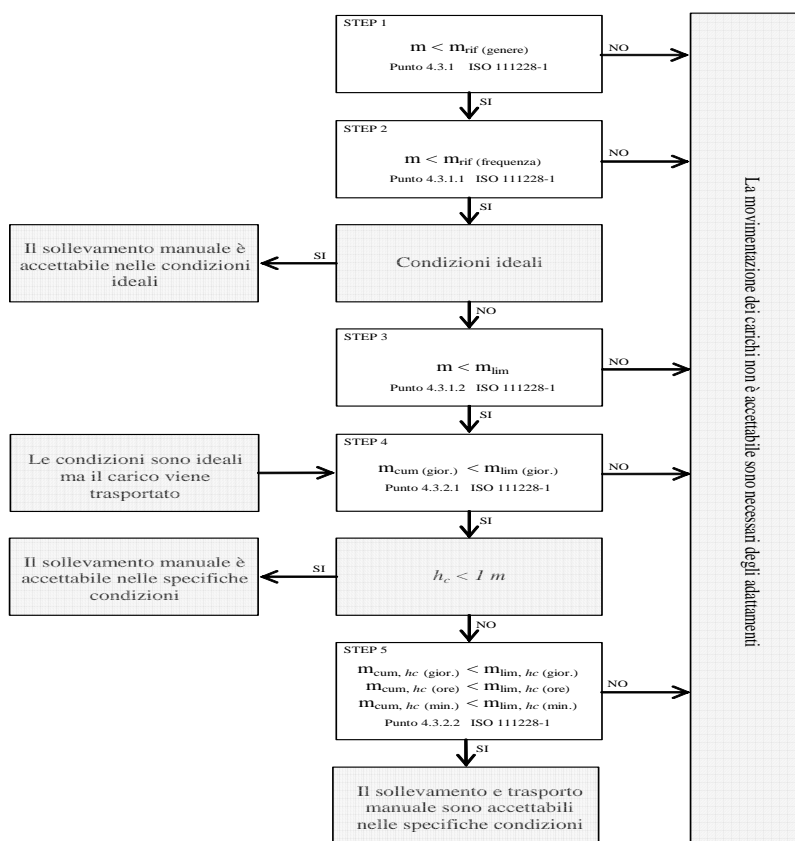 STEP 1
m < mrif (genere)
Punto 4.3.1 ISO 111228-1
NO
SI
STEP 2
m < mrif (frequenza)
Punto 4.3.1.1 ISO 111228-1
NO
SI
Il sollevamento manuale è
accettabile nelle condizioni
ideali
SI
Condizioni ideali
NO
STEP 3
m < mlim
Punto 4.3.1.2 ISO 111228-1
NO
SI
Le condizioni sono ideali
ma il carico viene
trasportato
STEP 4
mcum (gior.) < mlim (gior.)
Punto 4.3.2.1 ISO 111228-1
NO
SI
Il sollevamento manuale è
accettabile nelle specifiche
condizioni
SI
hc < 1 m
NO
STEP 5
mcum, hc (gior.) < mlim, hc (gior.)
mcum, hc (ore) < mlim, hc (ore)
mcum, hc (min.) < mlim, hc (min.)
Punto 4.3.2.2 ISO 111228-1
NO
SI
Il sollevamento e trasporto
manuale sono accettabili
nelle specifiche condizioni
La movimentazione dei carichi non è accettabile sono necessari degli adattamenti